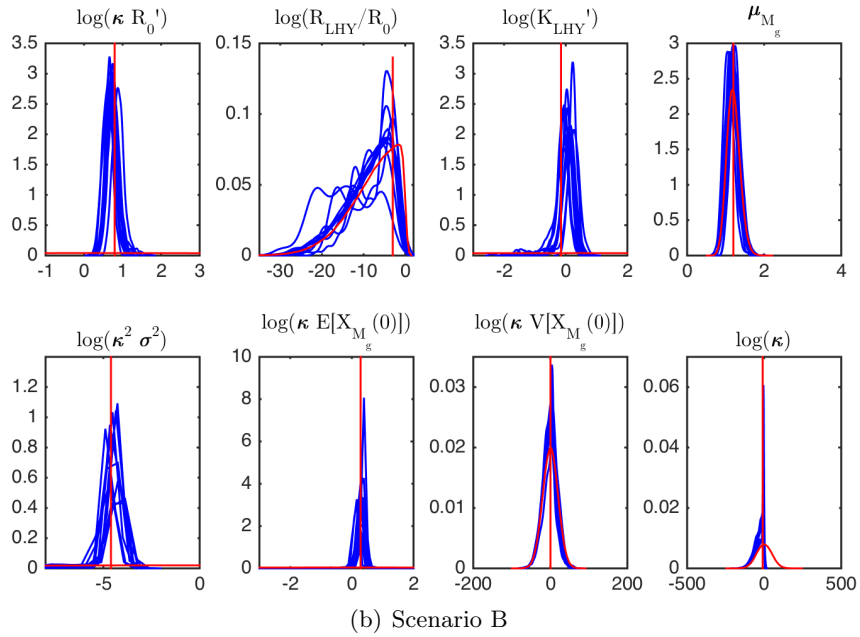 log(κ R0') log(RLHY/R0) log(KLHY') μMg
3.5 0.15 3.5 3
3 3 2.5
2.5 0.1 2.5 2
2 2
1.5 1.5 1.5
1 0.05 1 1
0.5 0.5 0.5
0 0 0 0
-1 0 1 2 3 -30 -20 -10 0 -2 0 2 0 2 4
log(κ² σ²) log(κ E[XMg (0)]) log(κ V[XMg (0)]) log(κ)
1.2 10 0.03 0.06
1 8
0.8 6 0.02 0.04
0.6 4
0.4 0.01 0.02
0.2 2
0 0 0 0
-5 0 -2 0 2 -200 0 200 -500 0 500
(b) Scenario B